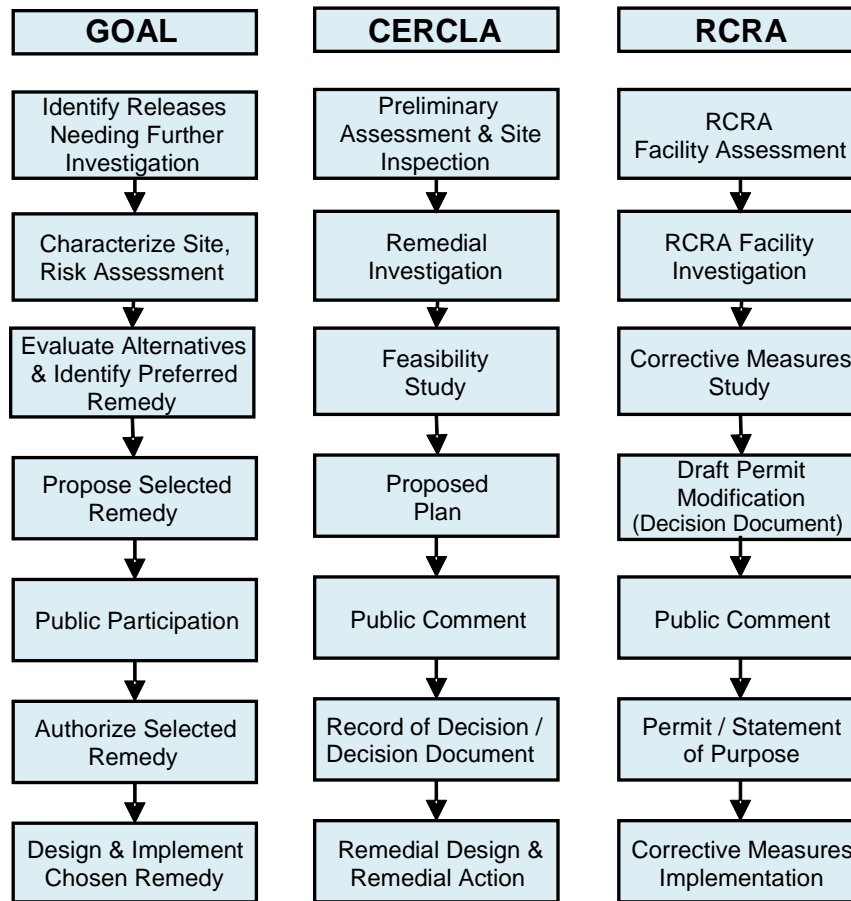 GOAL
CERCLA
RCRA
Identify Releases
Needing Further
Investigation
Preliminary
Assessment & Site
Inspection
RCRA
Facility Assessment
Characterize Site,
Risk Assessment
Remedial
Investigation
RCRA Facility
Investigation
Evaluate Alternatives
& Identify Preferred
Remedy
Feasibility
Study
Corrective Measures
Study
Propose Selected
Remedy
Proposed
Plan
Draft Permit
Modification
(Decision Document)
Public Participation
Public Comment
Public Comment
Authorize Selected
Remedy
Record of Decision /
Decision Document
Permit / Statement
of Purpose
Design & Implement
Chosen Remedy
Remedial Design &
Remedial Action
Corrective Measures
Implementation